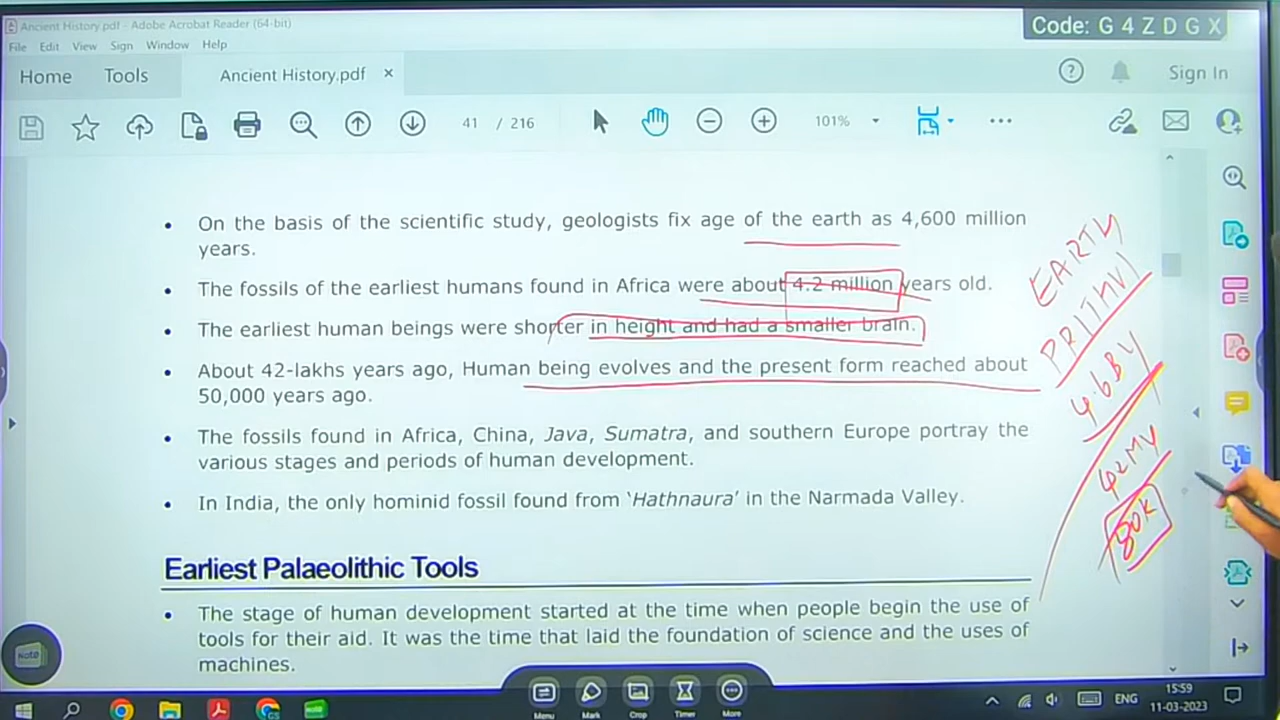 Ancient History.pdf - Adobe Acrobat Reader (64-bit)
Code: G 4 Z D G X
File Edit View Sign Window Help
Home Tools Ancient History.pdf × Sign In
41 / 216 101%
• On the basis of the scientific study, geologists fix age of the earth as 4,600 million
years.
• The fossils of the earliest humans found in Africa were about 4.2 million years old.
• The earliest human beings were shorter in height and had a smaller brain.
• About 42-lakhs years ago, Human being evolves and the present form reached about
50,000 years ago.
• The fossils found in Africa, China, Java, Sumatra, and southern Europe portray the
various stages and periods of human development.
• In India, the only hominid fossil found from ‘Hathnaura’ in the Narmada Valley.
EARTH
PRITHVI
4.6BY
42MY
Earliest Palaeolithic Tools
• The stage of human development started at the time when people begin the use of
tools for their aid. It was the time that laid the foundation of science and the uses of
machines.
Note
Menu Mark Crop Timer More
ENG
15:59
11-03-2023